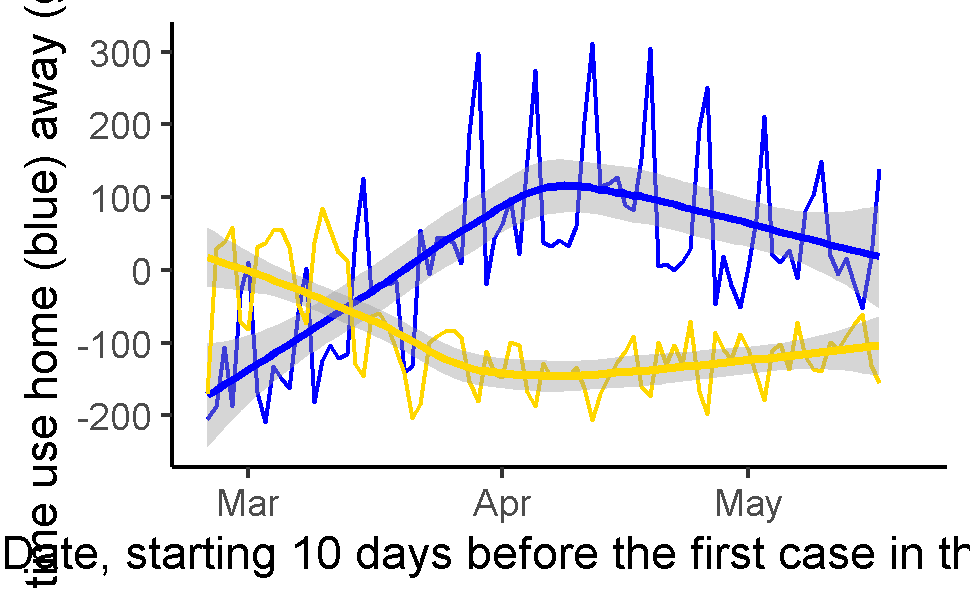 time use home (blue) away (
300
200
100
0
-100
-200
Mar Apr May
Date, starting 10 days before the first case in th